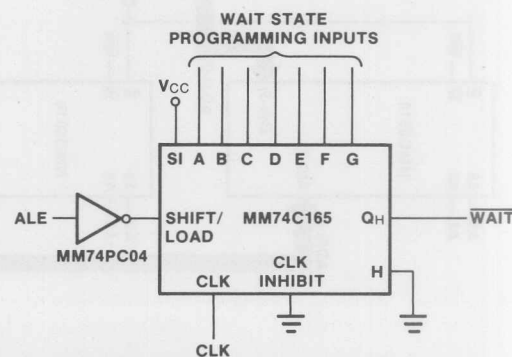 WAIT STATE
PROGRAMMING INPUTS
VCC
SI A B C D E F G
ALE
SHIFT/
LOAD
MM74C165
QH
WAIT
MM74PC04
CLK
CLK
INHIBIT
H
CLK